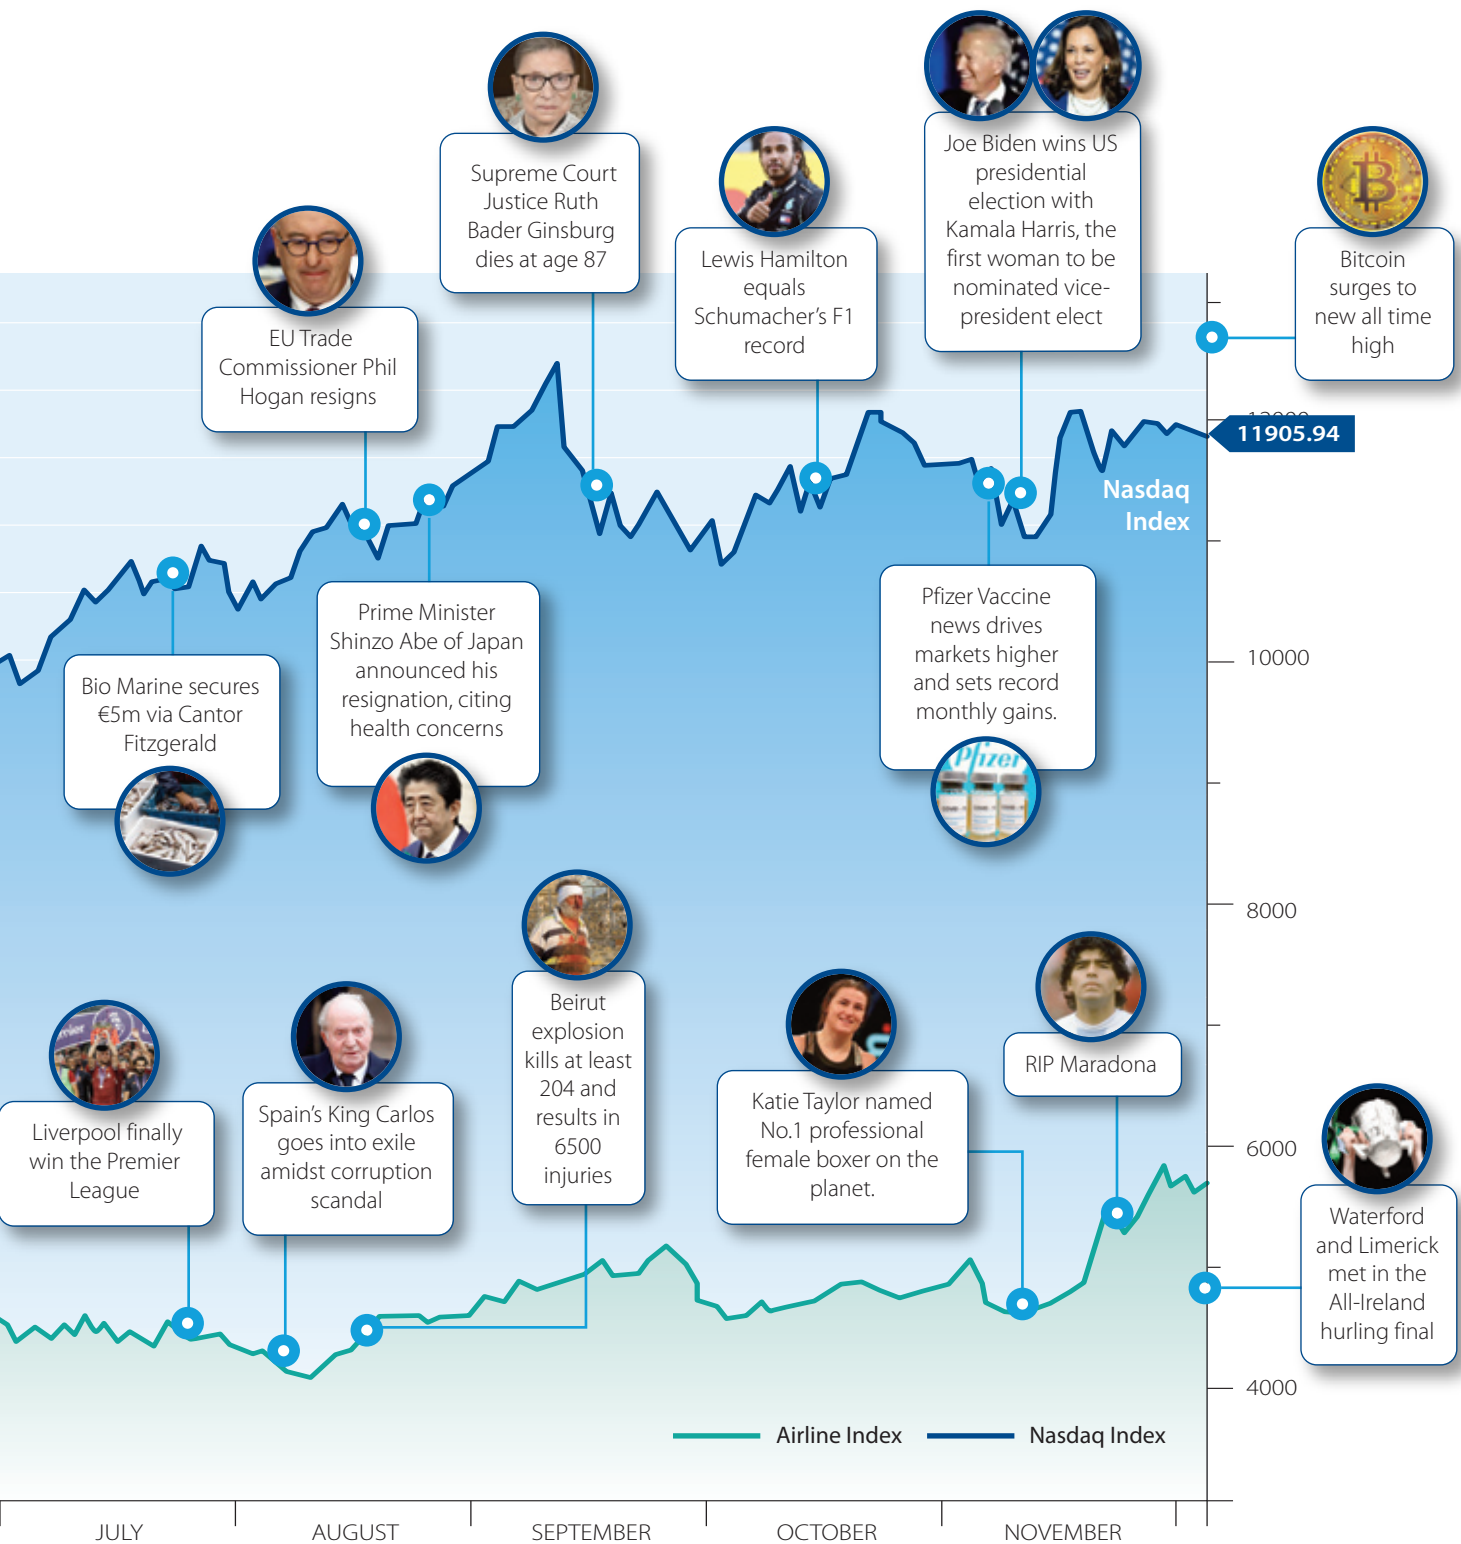 Joe Biden wins US
presidential
election with
Kamala Harris, the
first woman to be
nominated vice-
president elect
Supreme Court
Justice Ruth
Bader Ginsburg
dies at age 87
Lewis Hamilton
equals
Schumacher's F1
record
Bitcoin
surges to
new all time
high
EU Trade
Commissioner Phil
Hogan resigns
12000
11905.94
Nasdaq
Index
Prime Minister
Shinzo Abe of Japan
announced his
resignation, citing
health concerns
Pfizer Vaccine
news drives
markets higher
and sets record
monthly gains.
Pfizer
10000
Bio Marine secures
€5m via Cantor
Fitzgerald
8000
Beirut
explosion
kills at least
204 and
results in
6500
injuries
RIP Maradona
Liverpool finally
win the Premier
League
Spain's King Carlos
goes into exile
amidst corruption
scandal
Katie Taylor named
No.1 professional
female boxer on the
planet.
6000
Waterford
and Limerick
met in the
All-Ireland
hurling final
4000
Airline Index
Nasdaq Index
JULY
AUGUST
SEPTEMBER
OCTOBER
NOVEMBER